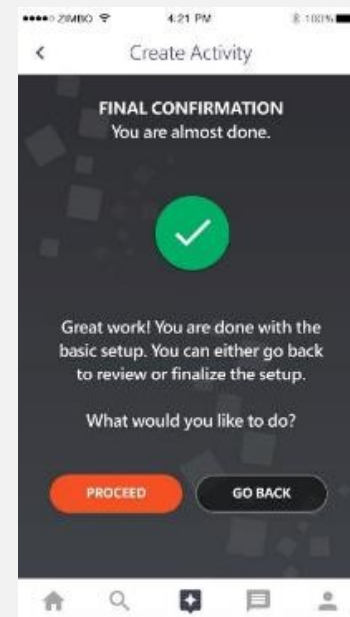 ZIMBO 4:21 PM 100%
Create Activity
FINAL CONFIRMATION
You are almost done.
Great work! You are done with the
basic setup. You can either go back
to review or finalize the setup.
What would you like to do?
PROCEED GO BACK